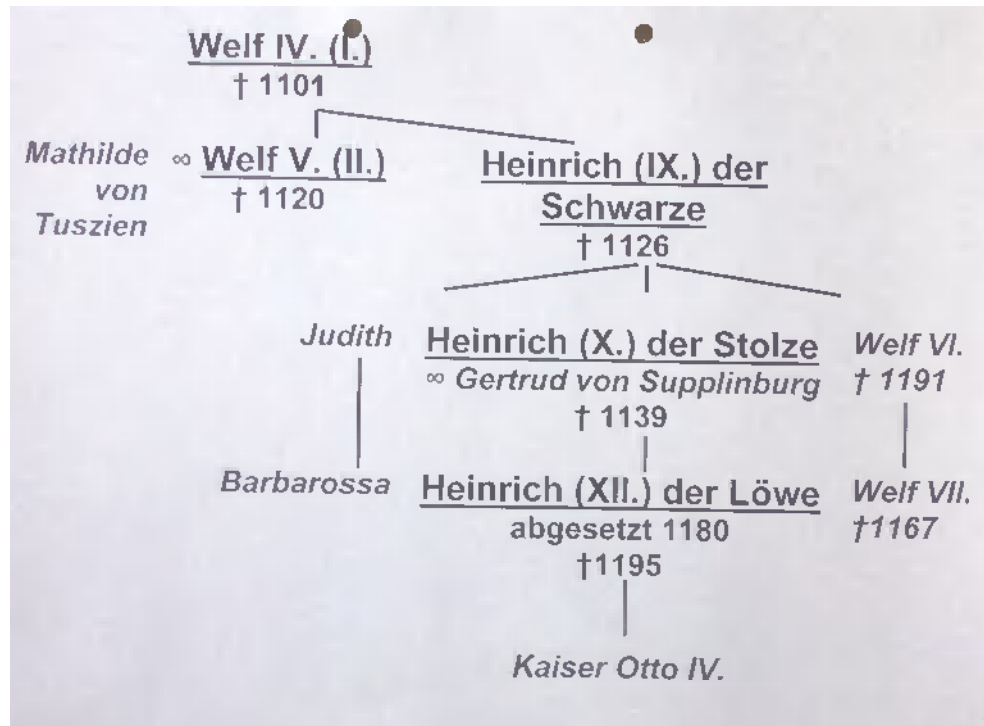 Welf IV. (I.)
† 1101
Mathilde
von
Tuszien
∞ Welf V. (II.)
† 1120
Heinrich (IX.) der
Schwarze
† 1126
Judith
Heinrich (X.) der Stolze
∞ Gertrud von Supplinburg
† 1139
Welf VI.
† 1191
Barbarossa
Heinrich (XII.) der Löwe
abgesetzt 1180
†1195
Welf VII.
†1167
Kaiser Otto IV.